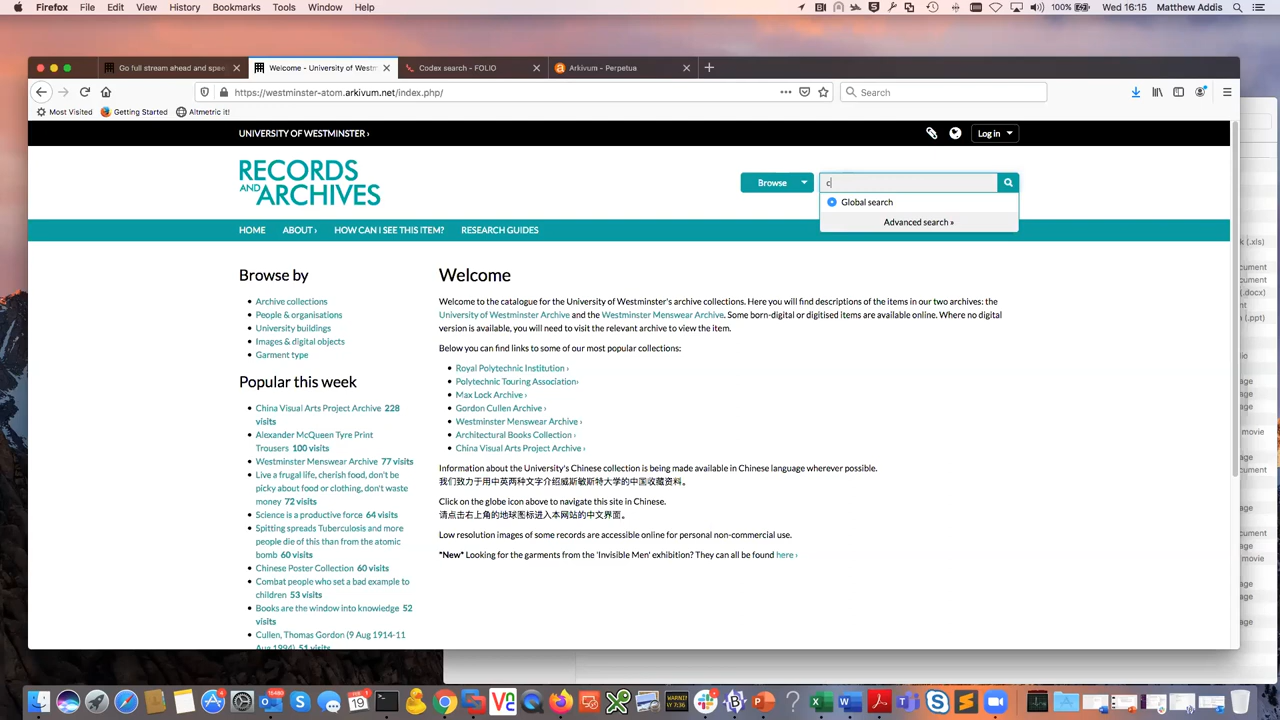 Firefox File Edit View History Bookmarks Tools Window Help 100% Wed 16:15 Matthew Addis
Go full stream ahead and spee Welcome - University of Westm Codex search - FOLIO Arkivum - Perpetua
https://westminster-atom.arkivum.net/index.php/ Search
Most Visited Getting Started Altmetric it!
UNIVERSITY OF WESTMINSTER › Log in
RECORDS
AND ARCHIVES
Browse c
Global search
Advanced search »
HOME ABOUT › HOW CAN I SEE THIS ITEM? RESEARCH GUIDES
Browse by
Archive collections
People & organisations
University buildings
Images & digital objects
Garment type
Popular this week
China Visual Arts Project Archive 228
visits
Alexander McQueen Tyre Print
Trousers 100 visits
Westminster Menswear Archive 77 visits
Live a frugal life, cherish food, don't be
picky about food or clothing, don't waste
money 72 visits
Science is a productive force 64 visits
Spitting spreads Tuberculosis and more
people die of this than from the atomic
bomb 60 visits
Chinese Poster Collection 60 visits
Combat people who set a bad example to
children 53 visits
Books are the window into knowledge 52
visits
Cullen, Thomas Gordon (9 Aug 1914-11
Aug 1994) 51 visits
Welcome
Welcome to the catalogue for the University of Westminster's archive collections. Here you will find descriptions of the items in our two archives: the
University of Westminster Archive and the Westminster Menswear Archive. Some born-digital or digitised items are available online. Where no digital
version is available, you will need to visit the relevant archive to view the item.
Below you can find links to some of our most popular collections:
Royal Polytechnic Institution ›
Polytechnic Touring Association›
Max Lock Archive ›
Gordon Cullen Archive ›
Westminster Menswear Archive ›
Architectural Books Collection ›
China Visual Arts Project Archive ›
Information about the University's Chinese collection is being made available in Chinese language wherever possible.
我们致力于用中英两种文字介绍威斯敏斯特大学的中国收藏资料。
Click on the globe icon above to navigate this site in Chinese.
请点击右上角的地球图标进入本网站的中文界面。
Low resolution images of some records are accessible online for personal non-commercial use.
*New* Looking for the garments from the 'Invisible Men' exhibition? They can all be found here ›
(.xls)
cument
cument
(.docx)
(.ppt)
movie
cument
movie